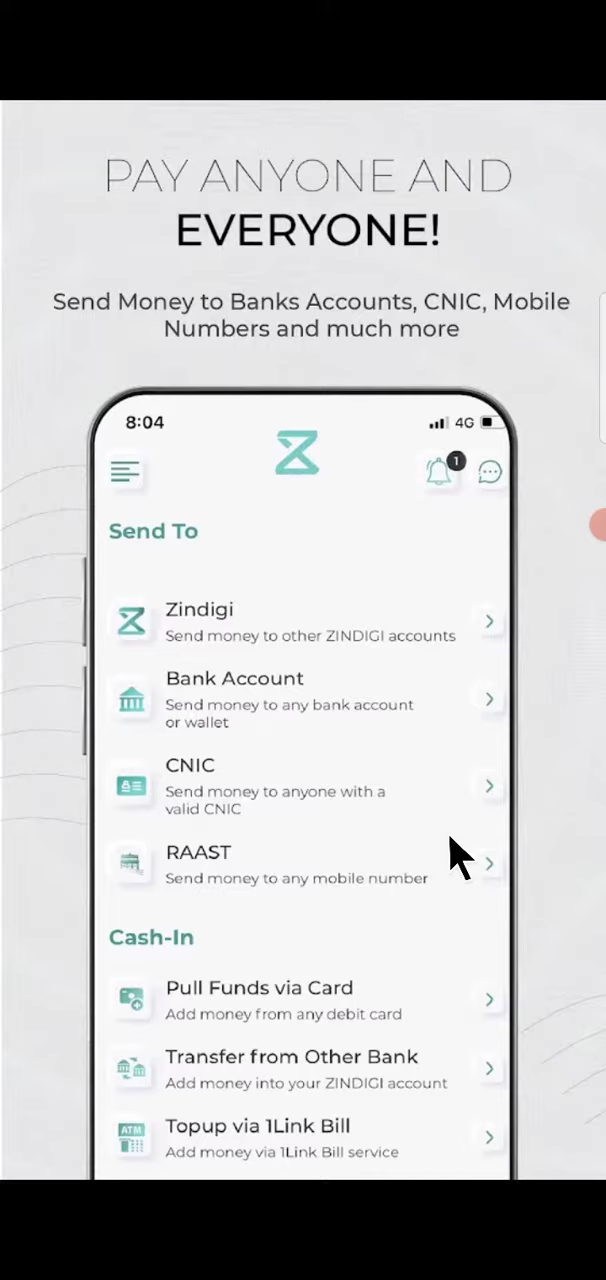 PAY ANYONE AND
EVERYONE!
Send Money to Banks Accounts, CNIC, Mobile
Numbers and much more
8:04
4G
1
Send To
Zindigi
Send money to other ZINDIGI accounts
Bank Account
Send money to any bank account
or wallet
CNIC
Send money to anyone with a
valid CNIC
RAAST
Send money to any mobile number
Cash-In
Pull Funds via Card
Add money from any debit card
Transfer from Other Bank
Add money into your ZINDIGI account
ATM
Topup via 1Link Bill
Add money via 1Link Bill service